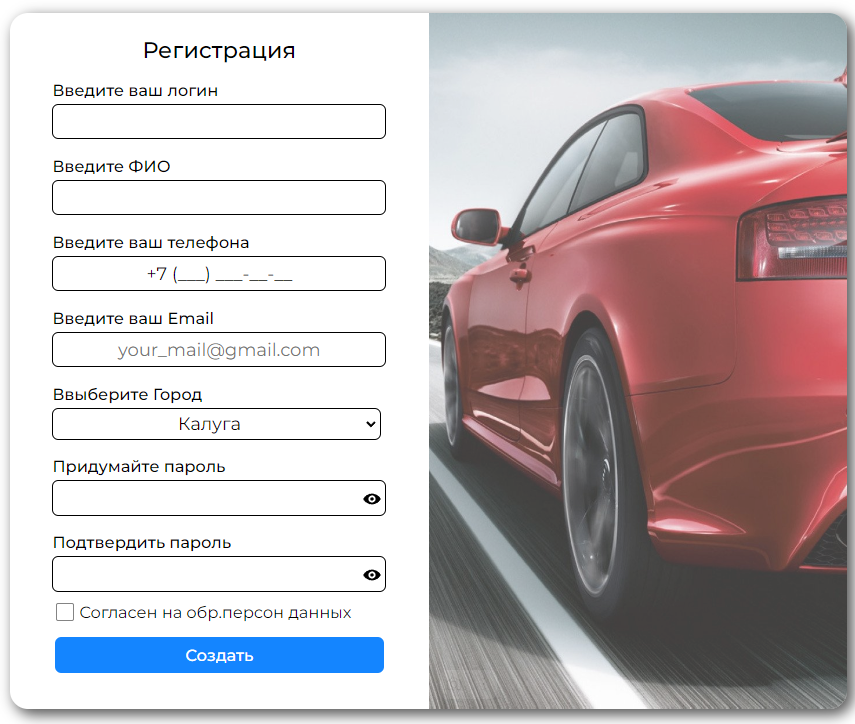 Регистрация
Введите ваш логин
Введите ФИО
Введите ваш телефона
+7 (___) ___-__-__
Введите ваш Email
your_mail@gmail.com
Ввыберите Город
Калуга
Придумайте пароль
Подтвердить пароль
Согласен на обр.персон данных
Создать